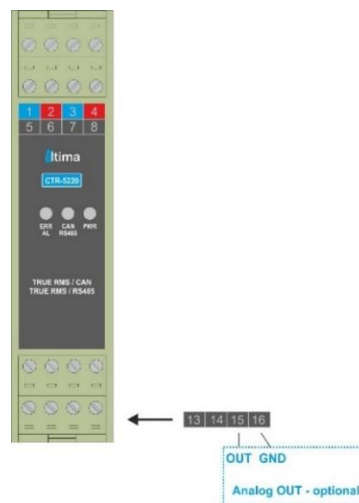 1 2 3 4
5 6 7 8
Altima
CTR-5220
ERR CAN PWR
AL RS485
TRUE RMS / CAN
TRUE RMS / RS485
13 14 15 16
OUT GND
Analog OUT - optional